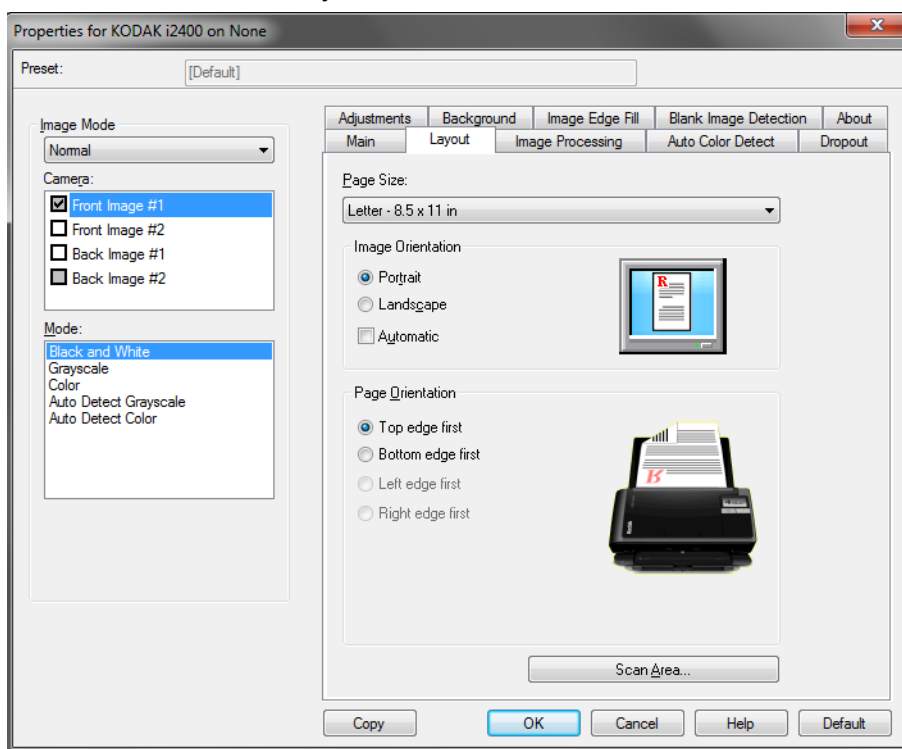 Properties for KODAK i2400 on None
Preset:
[Default]
Image Mode
Normal
Camera:
Front Image #1
Front Image #2
Back Image #1
Back Image #2
Mode:
Black and White
Grayscale
Color
Auto Detect Grayscale
Auto Detect Color
Adjustments Background Image Edge Fill Blank Image Detection About
Main Layout Image Processing Auto Color Detect Dropout
Page Size:
Letter - 8.5 x 11 in
Image Orientation
Portrait
Landscape
Automatic
R
Page Orientation
Top edge first
Bottom edge first
Left edge first
Right edge first
R
Scan Area...
Copy OK Cancel Help Default